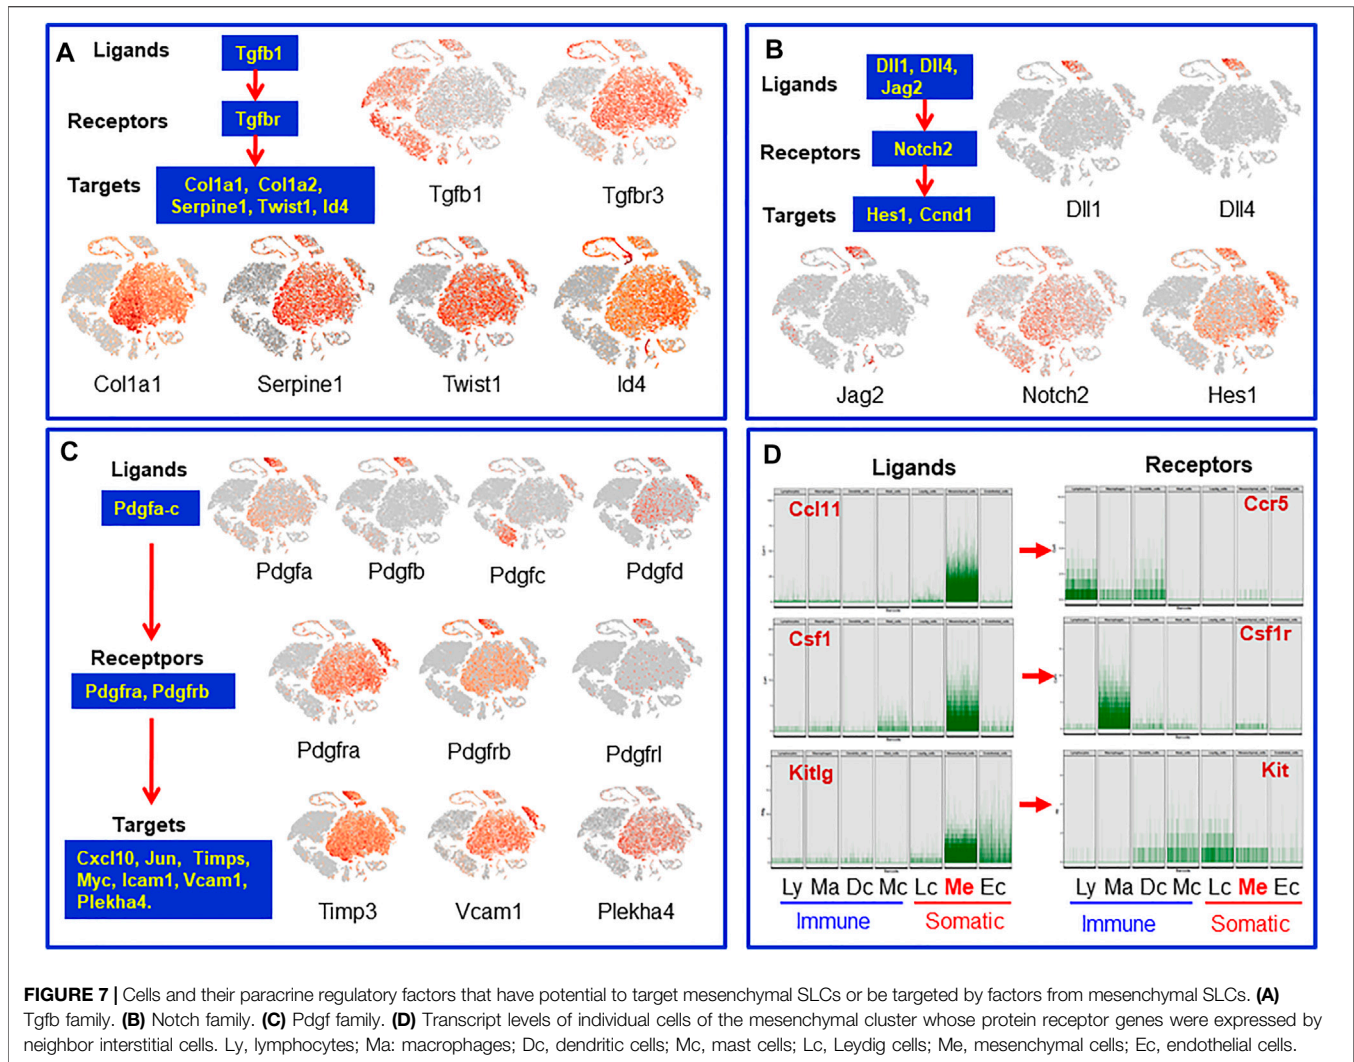 A
Ligands
Tgfb1
Receptors
Tgfbr
Targets
Col1a1, Col1a2,
Serpine1, Twist1, Id4
Tgfb1
Tgfbr3
Col1a1
Serpine1
Twist1
Id4
B
Ligands
Dll1, Dll4,
Jag2
Receptors
Notch2
Targets
Hes1, Ccnd1
Dll1
Dll4
Jag2
Notch2
Hes1
C
Ligands
Pdgfa-c
Pdgfa
Pdgfb
Pdgfc
Pdgfd
Receptpors
Pdgfra, Pdgfrb
Pdgfra
Pdgfrb
Pdgfrl
Targets
Cxcl10, Jun, Timps,
Myc, Icam1, Vcam1,
Plekha4.
Timp3
Vcam1
Plekha4
D
Ligands
Receptors
Ccl11
Ccr5
Csf1
Csf1r
Kitlg
Kit
Ly Ma Dc Mc Lc Me Ec
Immune
Somatic
Ly Ma Dc Mc Lc Me Ec
Immune
Somatic
FIGURE 7 | Cells and their paracrine regulatory factors that have potential to target mesenchymal SLCs or be targeted by factors from mesenchymal SLCs. (A)
Tgfb family. (B) Notch family. (C) Pdgf family. (D) Transcript levels of individual cells of the mesenchymal cluster whose protein receptor genes were expressed by
neighbor interstitial cells. Ly, lymphocytes; Ma: macrophages; Dc, dendritic cells; Mc, mast cells; Lc, Leydig cells; Me, mesenchymal cells; Ec, endothelial cells.